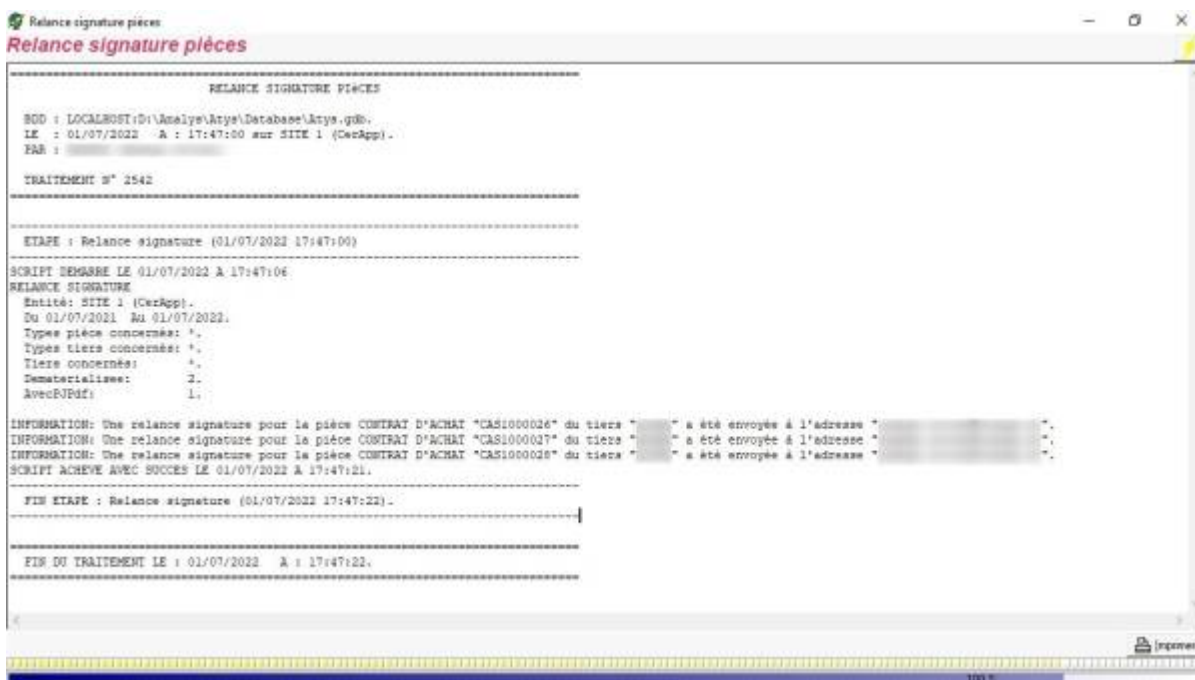 Relance signature pièces
Relance signature pièces
RELANCE SIGNATURE PIèCES
BDD : LOCALHOST:D:\Analys\Atys\Database\Atys.gdb.
LE : 01/07/2022 A : 17:47:00 sur SITE 1 (CerApp).
PAR :
TRAITEMENT N° 2542
ETAPE : Relance signature (01/07/2022 17:47:00)
SCRIPT DEMARRE LE 01/07/2022 A 17:47:06
RELANCE SIGNATURE
Entité: SITE 1 (CerApp).
Du 01/07/2021 Au 01/07/2022.
Types pièce concernés: *.
Types tiers concernés: *.
Tiers concernés: *.
Dematerialisee: 2.
AvecPJPdf: 1.
INFORMATION: Une relance signature pour la pièce CONTRAT D'ACHAT "CAS1000026" du tiers " " a été envoyée à l'adresse " ".
INFORMATION: Une relance signature pour la pièce CONTRAT D'ACHAT "CAS1000027" du tiers " " a été envoyée à l'adresse " ".
INFORMATION: Une relance signature pour la pièce CONTRAT D'ACHAT "CAS1000028" du tiers " " a été envoyée à l'adresse " ".
SCRIPT ACHEVE AVEC SUCCES LE 01/07/2022 A 17:47:21.
FIN ETAPE : Relance signature (01/07/2022 17:47:22).
FIN DU TRAITEMENT LE : 01/07/2022 A : 17:47:22.
Imprimer